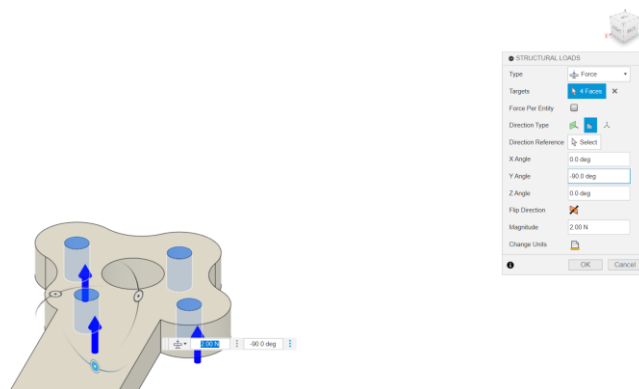 STRUCTURAL LOADS
Type Force
Targets 4 Faces
Force Per Entity
Direction Type
Direction Reference Select
X Angle 0.0 deg
Y Angle -90.0 deg
Z Angle 0.0 deg
Flip Direction
Magnitude 2.00 N
Change Units
OK Cancel
2.00 N -90.0 deg